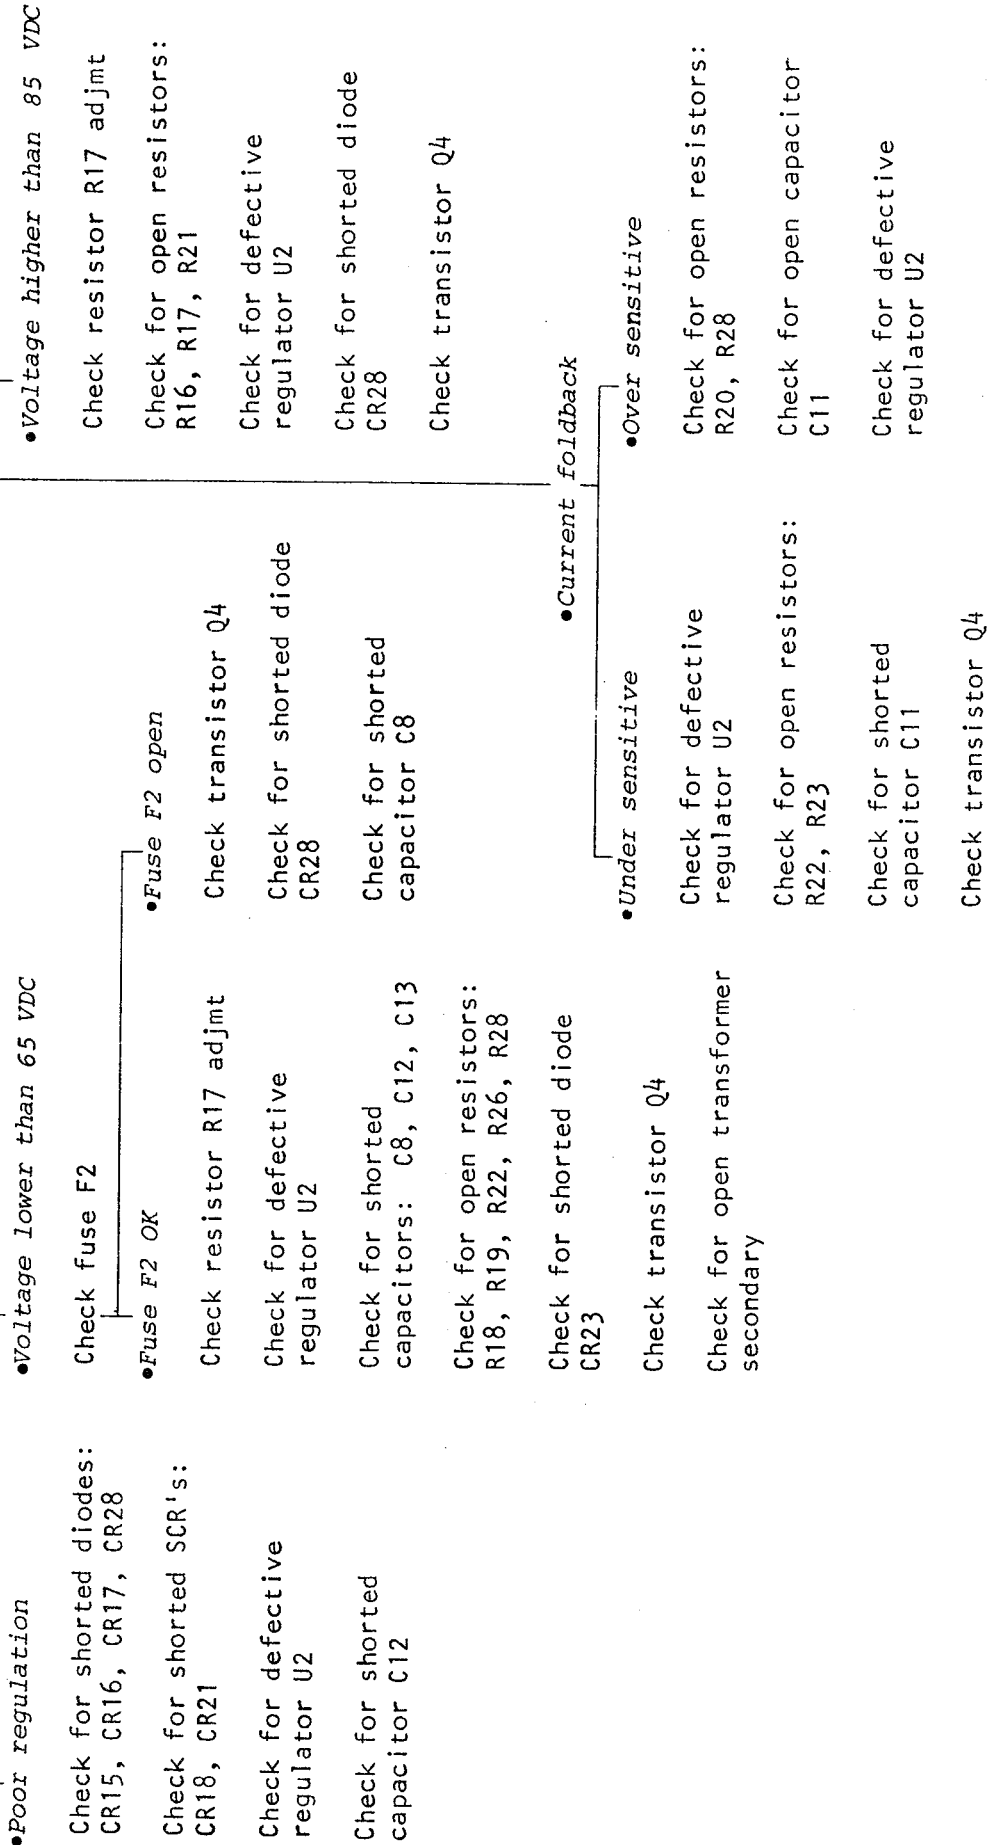 •Poor regulation
Check for shorted diodes:
CR15, CR16, CR17, CR28
Check for shorted SCR's:
CR18, CR21
Check for defective
regulator U2
Check for shorted
capacitor C12
•Voltage lower than 65 VDC
Check fuse F2
•Fuse F2 OK
Check resistor R17 adjmt
Check for defective
regulator U2
Check for shorted
capacitors: C8, C12, C13
Check for open resistors:
R18, R19, R22, R26, R28
Check for shorted diode
CR23
Check transistor Q4
Check for open transformer
secondary
•Fuse F2 open
Check transistor Q4
Check for shorted diode
CR28
Check for shorted
capacitor C8
•Voltage higher than 85 VDC
Check resistor R17 adjmt
Check for open resistors:
R16, R17, R21
Check for defective
regulator U2
Check for shorted diode
CR28
Check transistor Q4
•Current foldback
•Under sensitive
Check for defective
regulator U2
Check for open resistors:
R22, R23
Check for shorted
capacitor C11
Check transistor Q4
•Over sensitive
Check for open resistors:
R20, R28
Check for open capacitor
C11
Check for defective
regulator U2